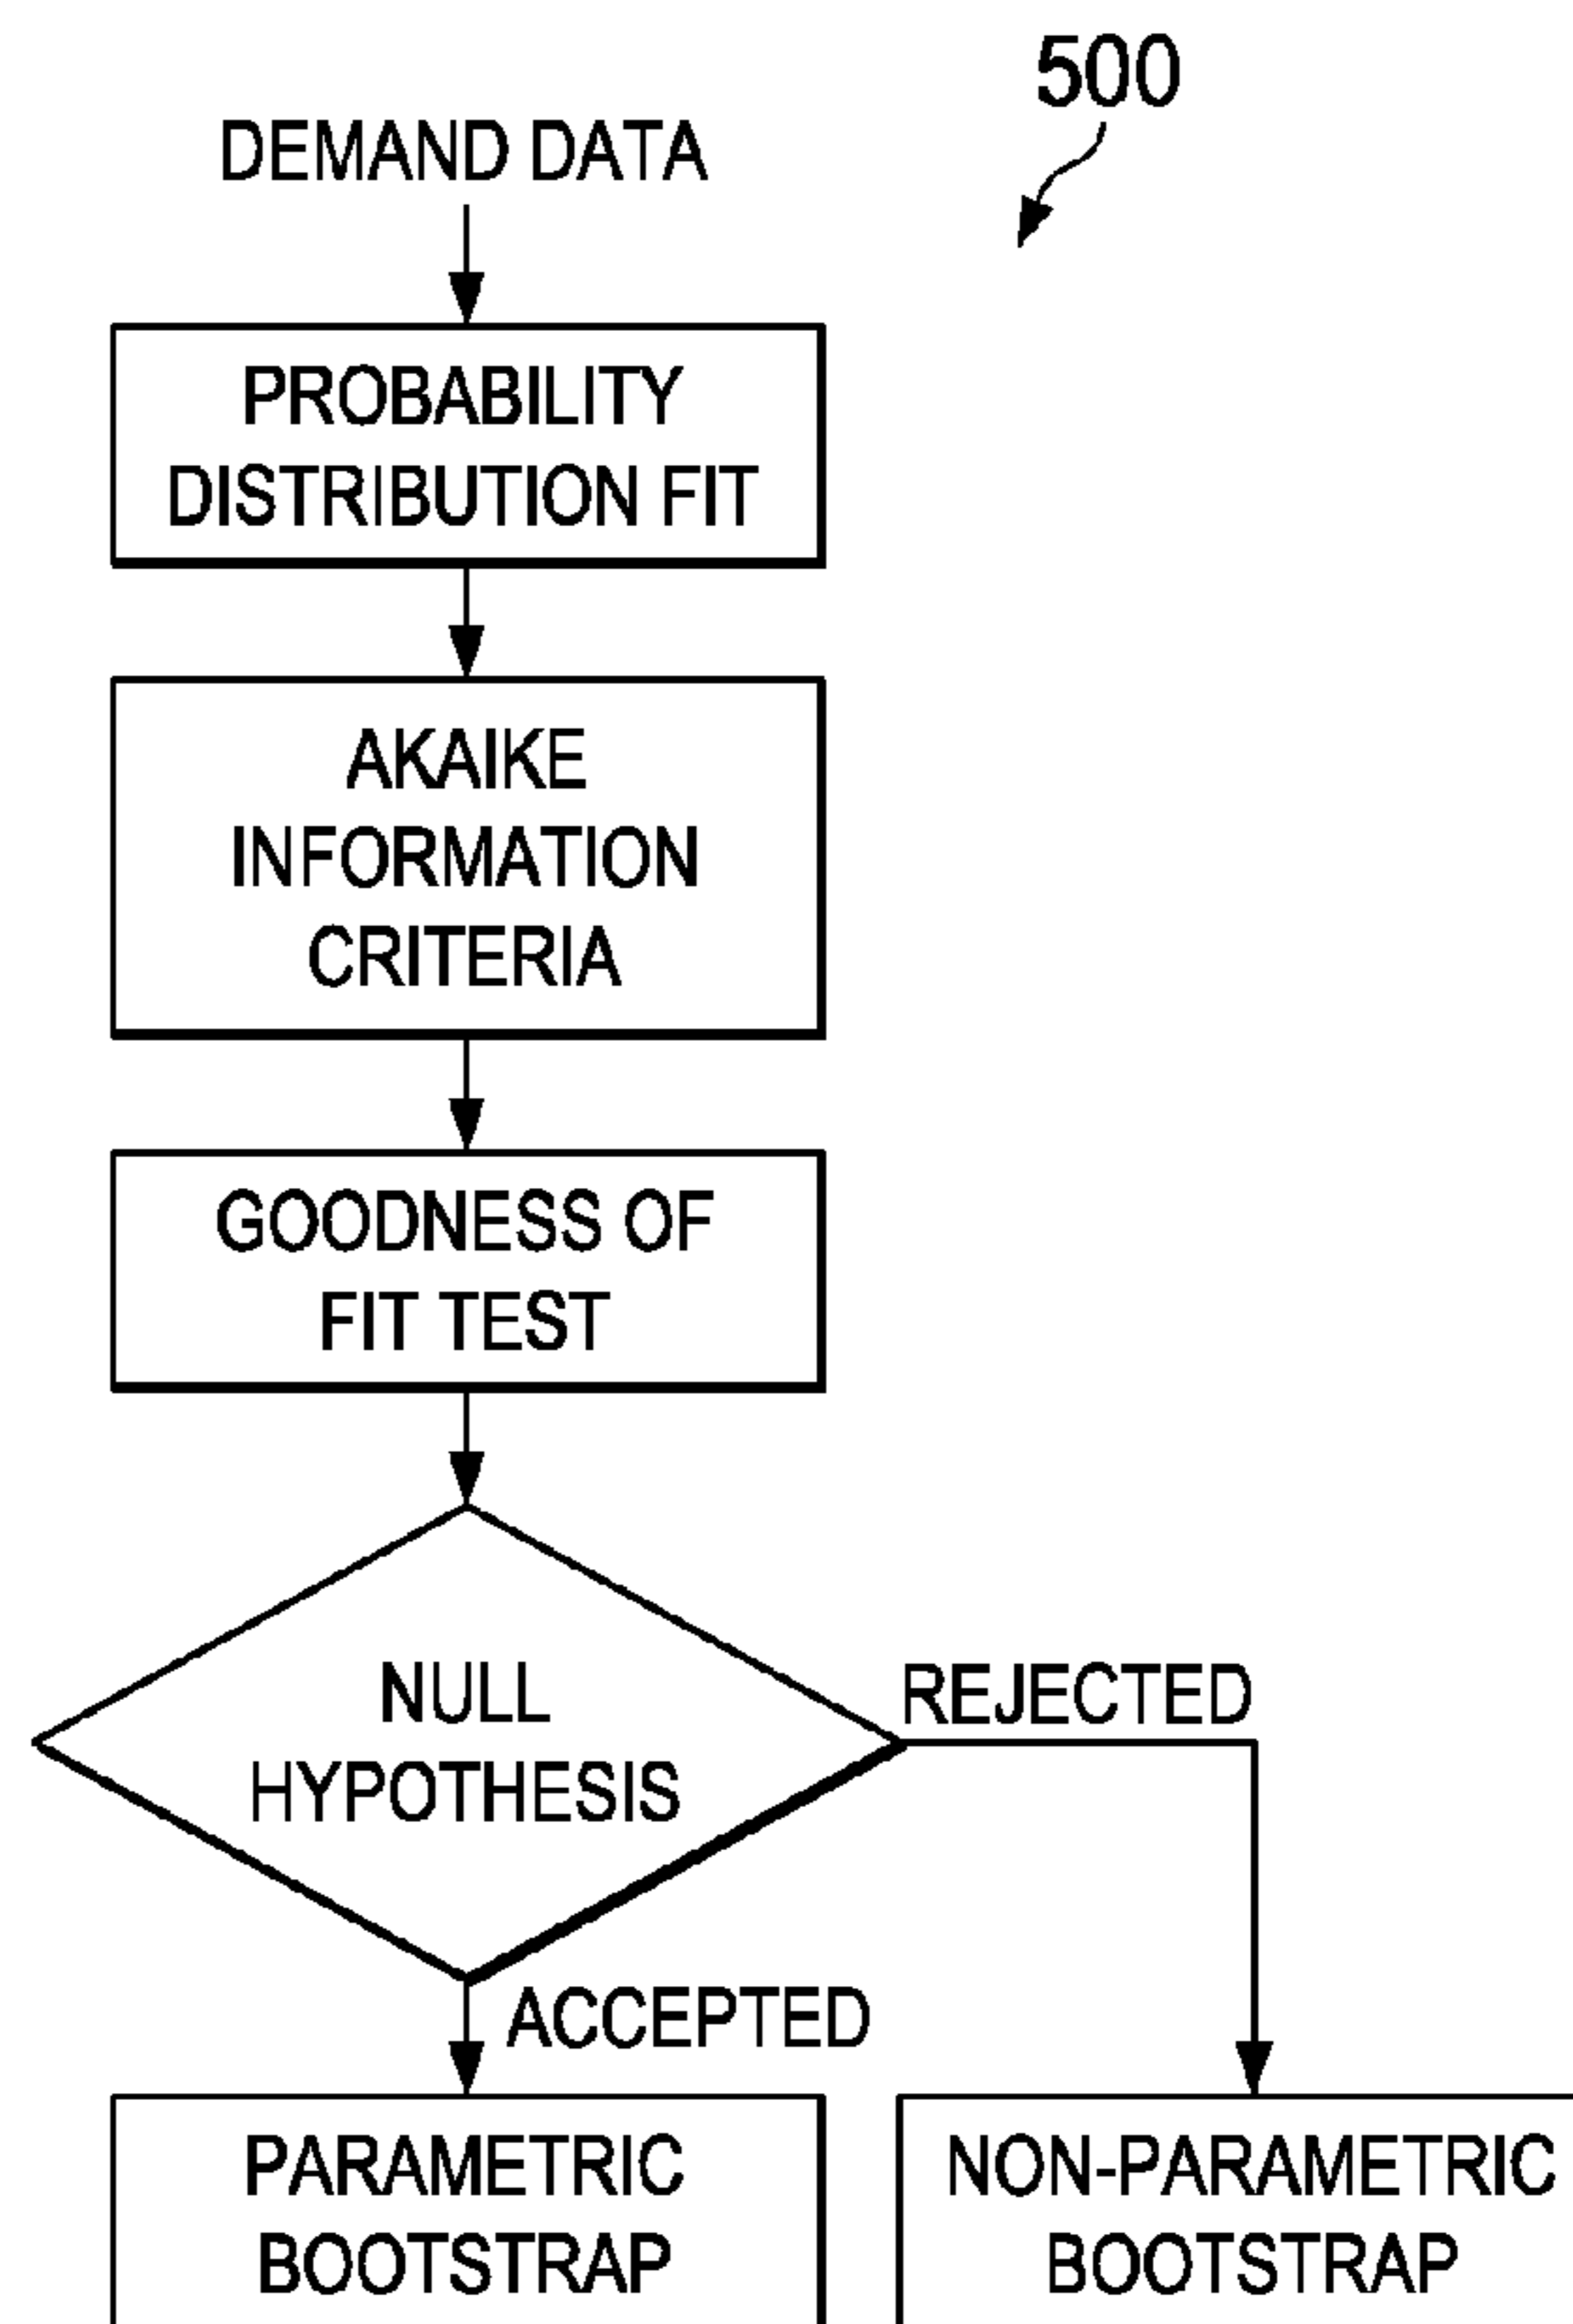 500
DEMAND DATA
PROBABILITY
DISTRIBUTION FIT
AKAIKE
INFORMATION
CRITERIA
GOODNESS OF
FIT TEST
NULL
HYPOTHESIS
REJECTED
ACCEPTED
PARAMETRIC
BOOTSTRAP
NON-PARAMETRIC
BOOTSTRAP